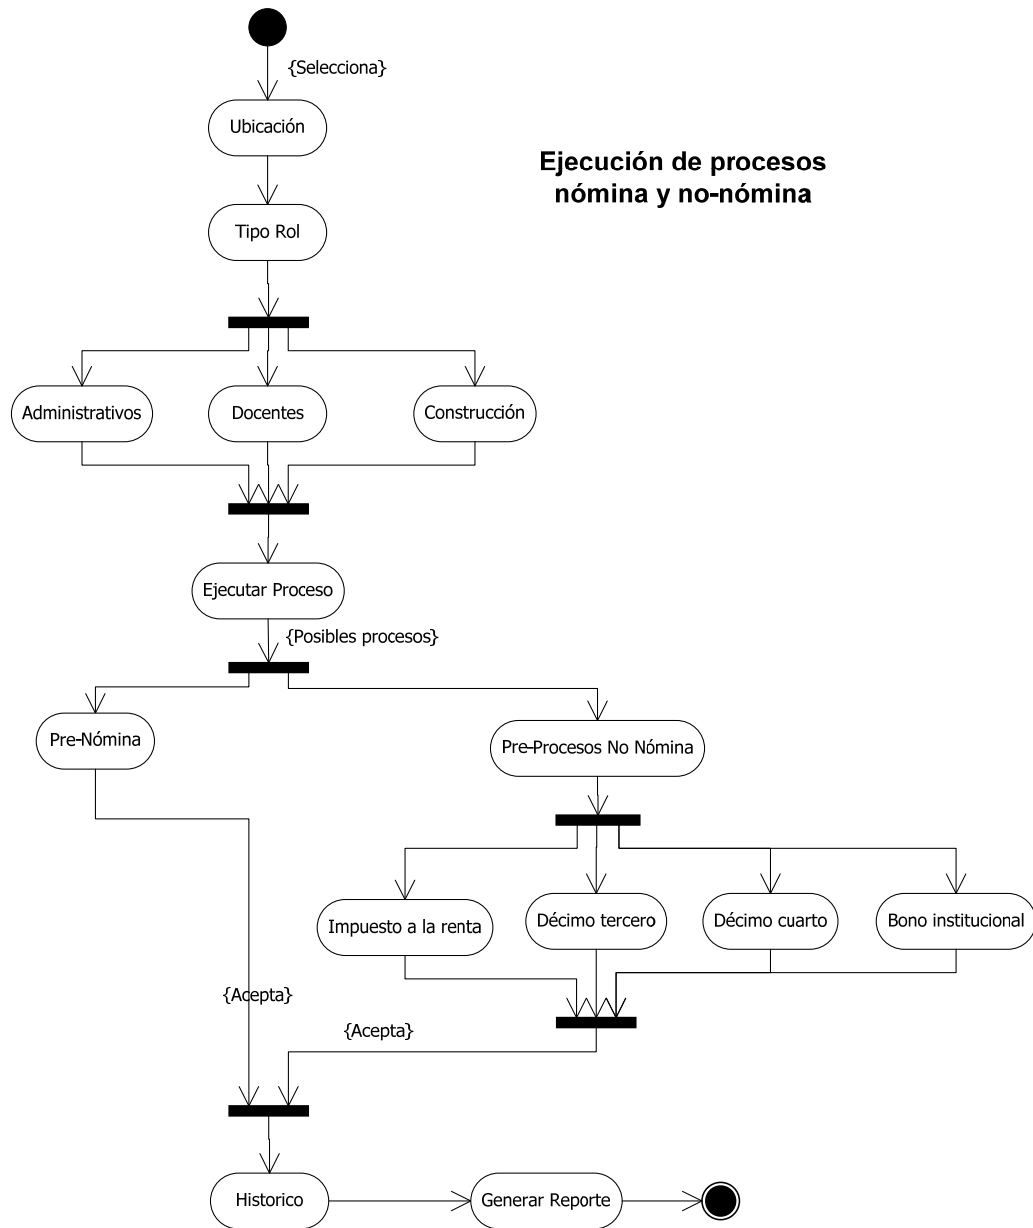 {Selecciona}
Ubicación
Ejecución de procesos
nómina y no-nómina
Tipo Rol
Administrativos
Docentes
Construcción
Ejecutar Proceso
{Posibles procesos}
Pre-Nómina
Pre-Procesos No Nómina
Impuesto a la renta
Décimo tercero
Décimo cuarto
Bono institucional
{Acepta}
{Acepta}
Historico
Generar Reporte